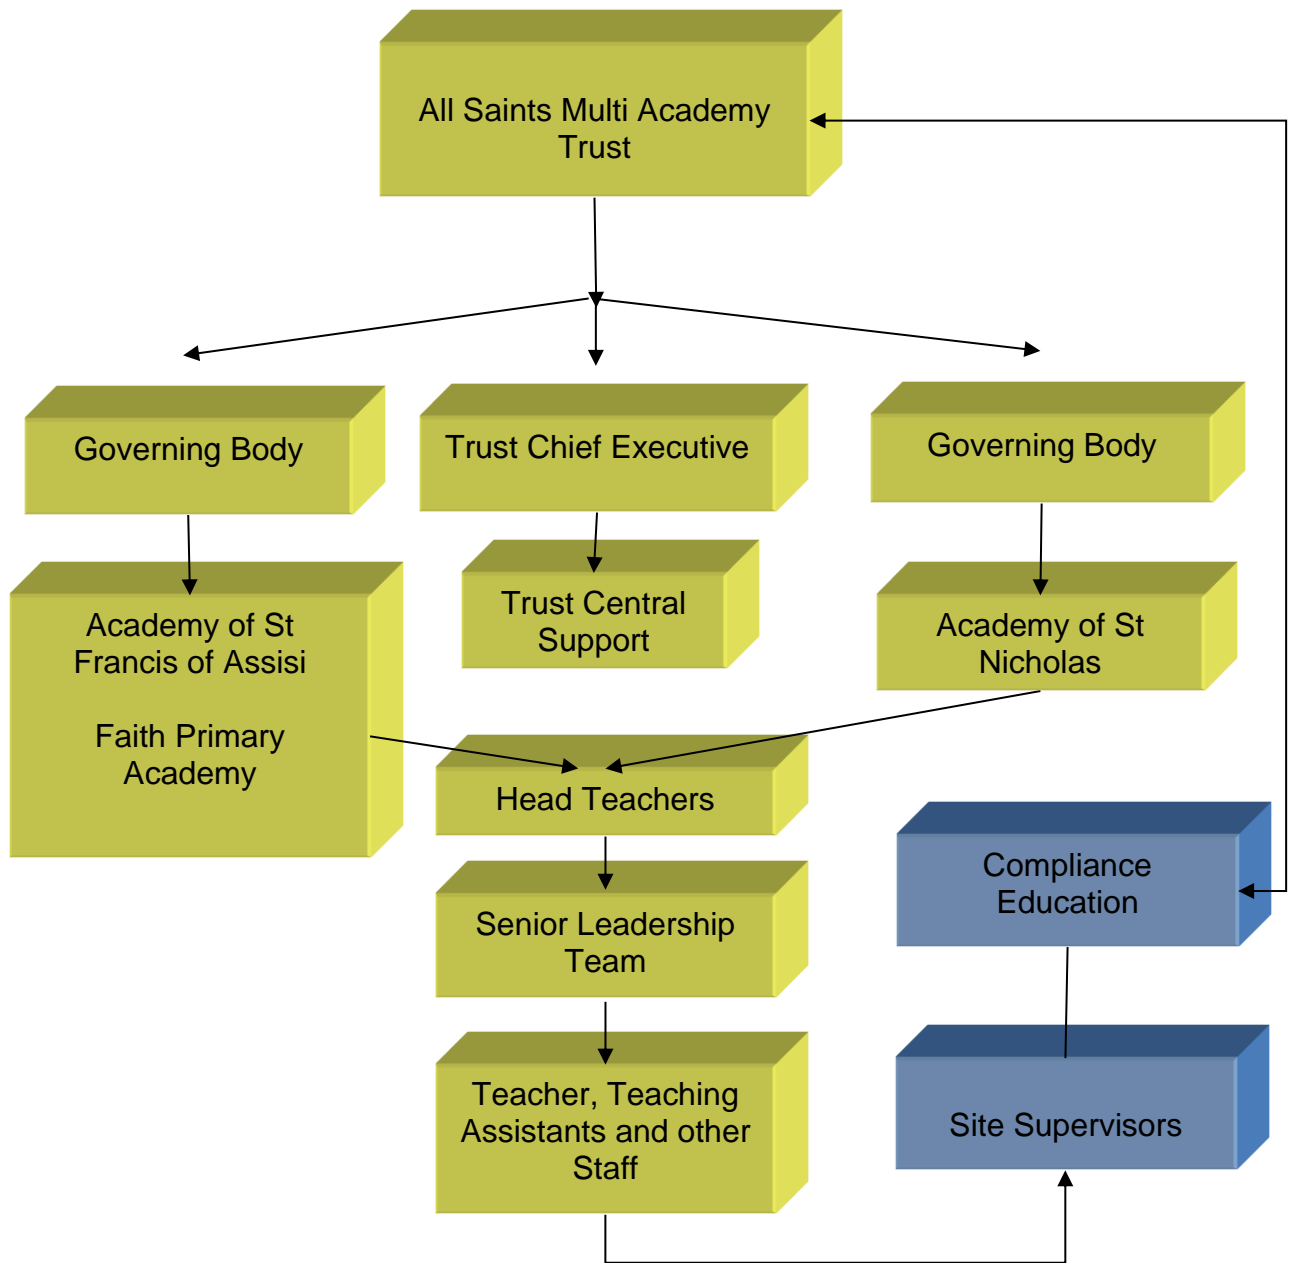 All Saints Multi Academy
Trust
Governing Body
Trust Chief Executive
Governing Body
Academy of St
Francis of Assisi
Faith Primary
Academy
Trust Central
Support
Academy of St
Nicholas
Head Teachers
Senior Leadership
Team
Compliance
Education
Teacher, Teaching
Assistants and other
Staff
Site Supervisors